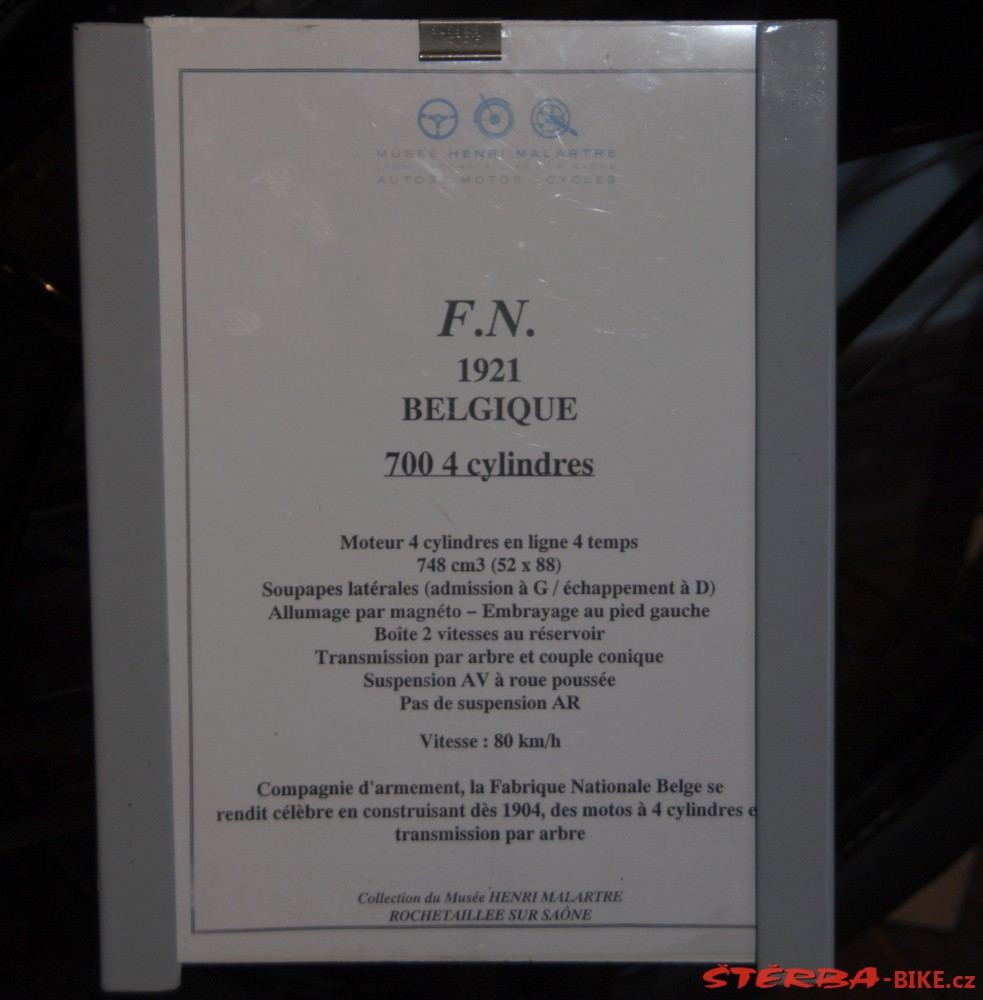 MUSEE HENRI MALARTRE
AUTOS MOTOS CYCLES
F.N.
1921
BELGIQUE
700 4 cylindres
Moteur 4 cylindres en ligne 4 temps
748 cm3 (52 x 88)
Soupapes latérales (admission à G / échappement à D)
Allumage par magnéto – Embrayage au pied gauche
Boîte 2 vitesses au réservoir
Transmission par arbre et couple conique
Suspension AV à roue poussée
Pas de suspension AR
Vitesse : 80 km/h
Compagnie d'armement, la Fabrique Nationale Belge se
rendit célèbre en construisant dès 1904, des motos à 4 cylindres e
transmission par arbre
Collection du Musée HENRI MALARTRE
ROCHETAILLEE SUR SAÔNE
ŠTĚRBA-BIKE.cz